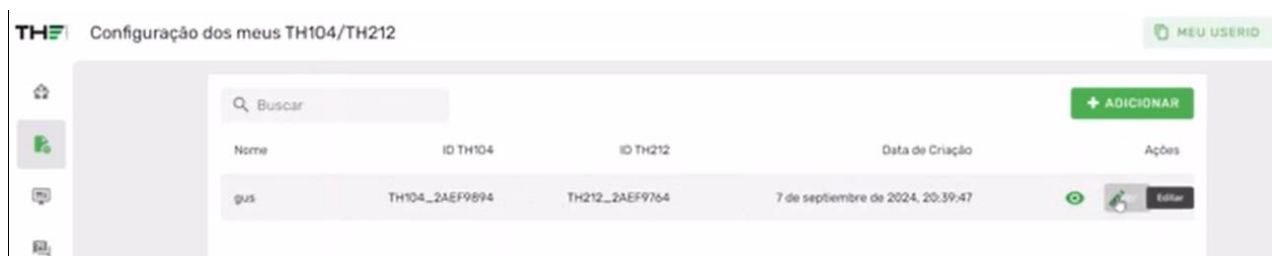 TH
Configuração dos meus TH104/TH212
MEU USERID
Buscar
+ ADICIONAR
Nome ID TH104 ID TH212 Data de Criação Ações
gus TH104_2AEF9894 TH212_2AEF9764 7 de septiembre de 2024, 20:39:47 Editar